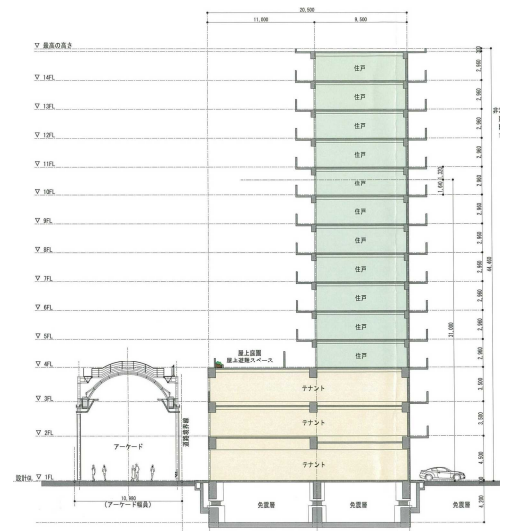 20,500
11,000
9,500
▽ 最高の高さ
▽ 14FL
▽ 13FL
▽ 12FL
▽ 11FL
▽ 10FL
▽ 9FL
▽ 8FL
▽ 7FL
▽ 6FL
▽ 5FL
▽ 4FL
▽ 3FL
▽ 2FL
設計GL ▽ 1FL
住戸
住戸
住戸
住戸
住戸
住戸
住戸
住戸
住戸
住戸
住戸
屋上庭園
屋上避難スペース
テナント
テナント
テナント
免震層
免震層
免震層
アーケード
道路境界線
(アーケード幅員)
2,960
2,960
2,960
2,960
2,960
2,960
2,960
2,960
2,960
2,960
2,960
3,500
4,500
31,000